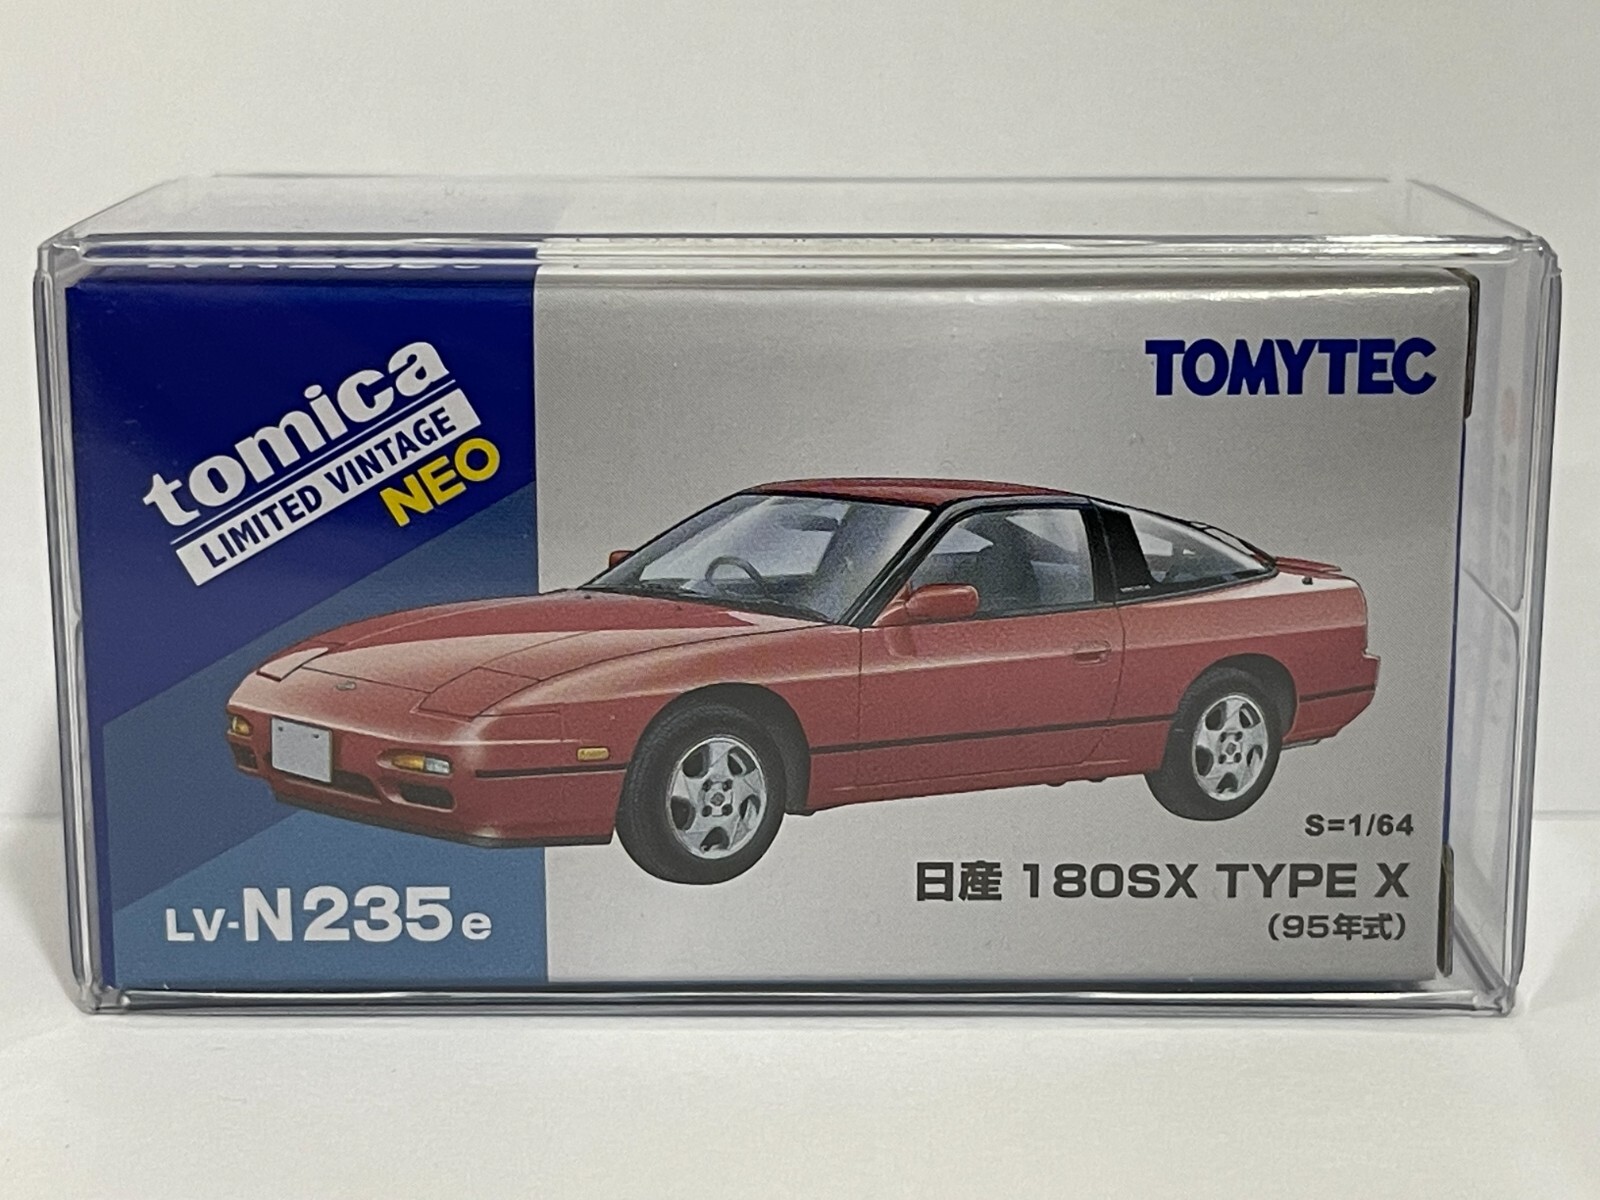 tomica
LIMITED VINTAGE
NEO
TOMYTEC
LV-N235e
S=1/64
日産 180SX TYPE X
(95年式)